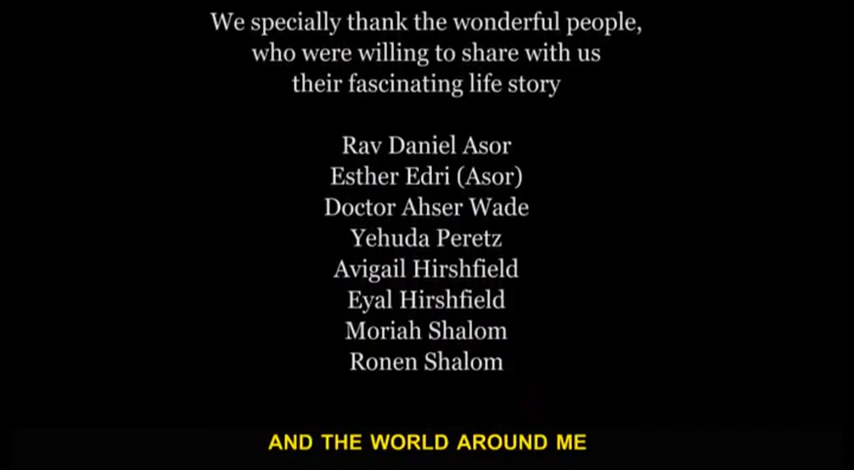 We specially thank the wonderful people,
who were willing to share with us
their fascinating life story
Rav Daniel Asor
Esther Edri (Asor)
Doctor Ahser Wade
Yehuda Peretz
Avigail Hirshfield
Eyal Hirshfield
Moriah Shalom
Ronen Shalom
AND THE WORLD AROUND ME